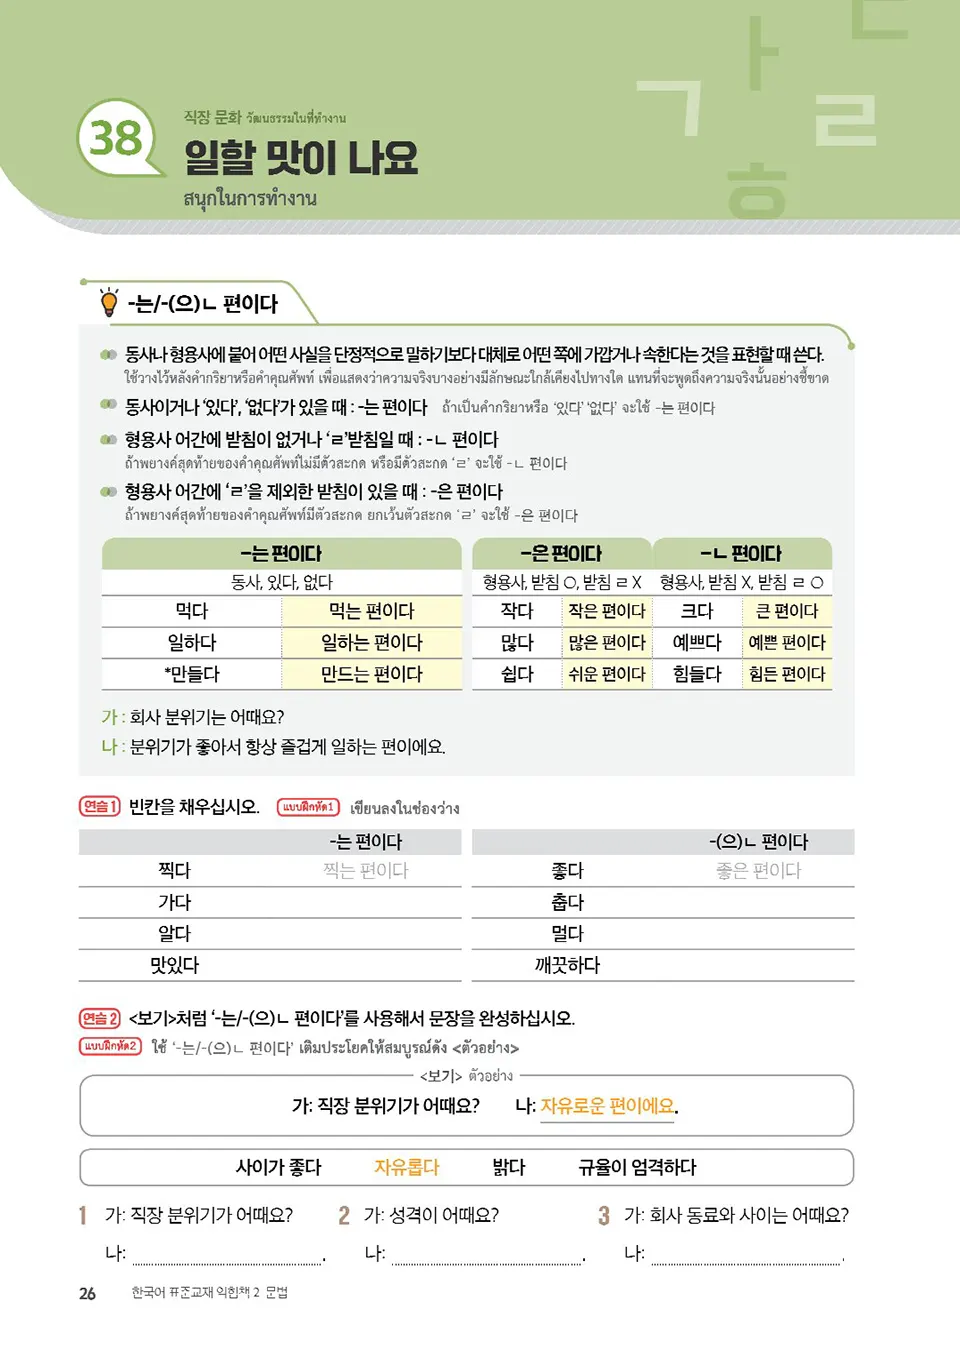 38
직장 문화 วัฒนธรรมในที่ทำงาน
일할 맛이 나요
สนุกในการทำงาน
ㄱ ㅏ ㄷ ㄹ ㅎ
-는/-(으)ㄴ 편이다
동사나 형용사에 붙어 어떤 사실을 단정적으로 말하기보다 대체로 어떤 쪽에 가깝거나 속한다는 것을 표현할 때 쓴다.
ใช้วางไว้หลังคำกริยาหรือคำคุณศัพท์ เพื่อแสดงว่าความจริงบางอย่างมีลักษณะใกล้เคียงไปทางใด แทนที่จะพูดถึงความจริงนั้นอย่างชี้ขาด
동사이거나 ‘있다’, ‘없다’가 있을 때 : -는 편이다 ถ้าเป็นคำกริยาหรือ ‘있다’ ‘없다’ จะใช้ -는 편이다
형용사 어간에 받침이 없거나 ‘ㄹ’받침일 때 : -ㄴ 편이다
ถ้าพยางค์สุดท้ายของคำคุณศัพท์ไม่มีตัวสะกด หรือมีตัวสะกด ‘ㄹ’ จะใช้ -ㄴ 편이다
형용사 어간에 ‘ㄹ’을 제외한 받침이 있을 때 : -은 편이다
ถ้าพยางค์สุดท้ายของคำคุณศัพท์มีตัวสะกด ยกเว้นตัวสะกด ‘ㄹ’ จะใช้ -은 편이다
-는 편이다 -은 편이다 -ㄴ 편이다
동사, 있다, 없다 형용사, 받침 O, 받침 ㄹ X 형용사, 받침 X, 받침 ㄹ O
먹다 먹는 편이다 작다 작은 편이다 크다 큰 편이다
일하다 일하는 편이다 많다 많은 편이다 예쁘다 예쁜 편이다
*만들다 만드는 편이다 쉽다 쉬운 편이다 힘들다 힘든 편이다
가 : 회사 분위기는 어때요?
나 : 분위기가 좋아서 항상 즐겁게 일하는 편이에요.
연습 1 빈칸을 채우십시오. แบบฝึกหัด1 เขียนลงในช่องว่าง
-는 편이다 -(으)ㄴ 편이다
찍다 찍는 편이다 좋다 좋은 편이다
가다 춥다
알다 멀다
맛있다 깨끗하다
연습 2 <보기>처럼 ‘-는/-(으)ㄴ 편이다’를 사용해서 문장을 완성하십시오.
แบบฝึกหัด2 ใช้ ‘-는/-(으)ㄴ 편이다’ เติมประโยคให้สมบูรณ์ดัง <ตัวอย่าง>
<보기> ตัวอย่าง
가: 직장 분위기가 어때요? 나: 자유로운 편이에요.
사이가 좋다 자유롭다 밝다 규율이 엄격하다
1 가: 직장 분위기가 어때요? 2 가: 성격이 어때요? 3 가: 회사 동료와 사이는 어때요?
나: . 나: . 나: .
26 한국어 표준교재 익힘책 2 문법